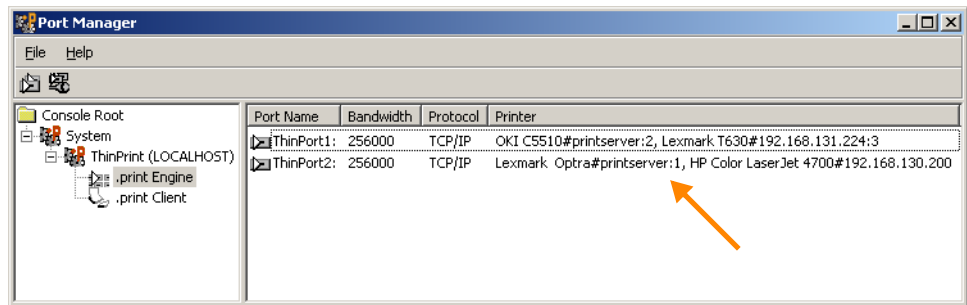 Port Manager
File Help
Console Root
System
ThinPrint (LOCALHOST)
.print Engine
.print Client
Port Name Bandwidth Protocol Printer
ThinPort1: 256000 TCP/IP OKI C5510#printserver:2, Lexmark T630#192.168.131.224:3
ThinPort2: 256000 TCP/IP Lexmark Optra#printserver:1, HP Color LaserJet 4700#192.168.130.200